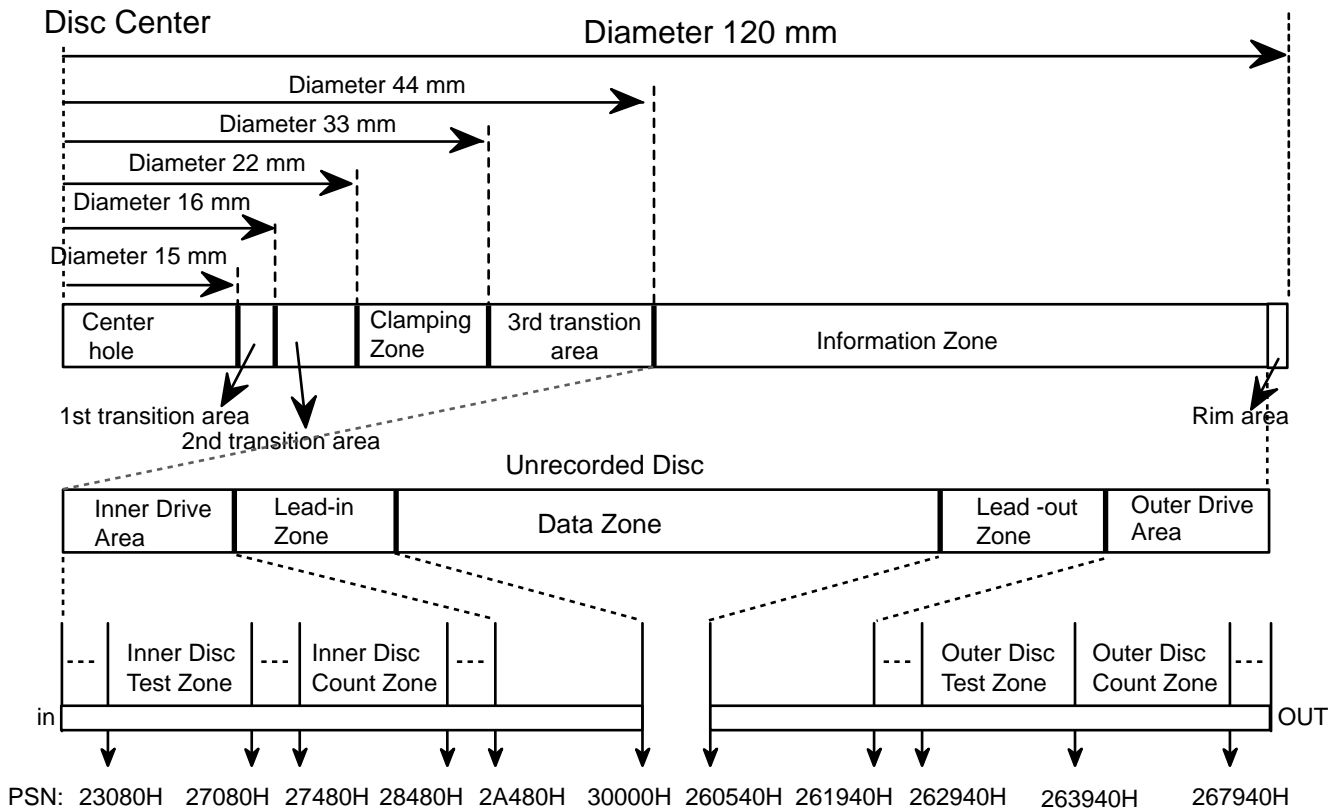 Disc Center
Diameter 120 mm
Diameter 44 mm
Diameter 33 mm
Diameter 22 mm
Diameter 16 mm
Diameter 15 mm
Center
hole
Clamping
Zone
3rd transtion
area
Information Zone
1st transition area
2nd transition area
Rim area
Unrecorded Disc
Inner Drive
Area
Lead-in
Zone
Data Zone
Lead -out
Zone
Outer Drive
Area
---- Inner Disc
Test Zone
---- Inner Disc
Count Zone
----
---- Outer Disc
Test Zone
Outer Disc
Count Zone
----
in
OUT
PSN: 23080H 27080H 27480H 28480H 2A480H 30000H 260540H 261940H 262940H 263940H 267940H